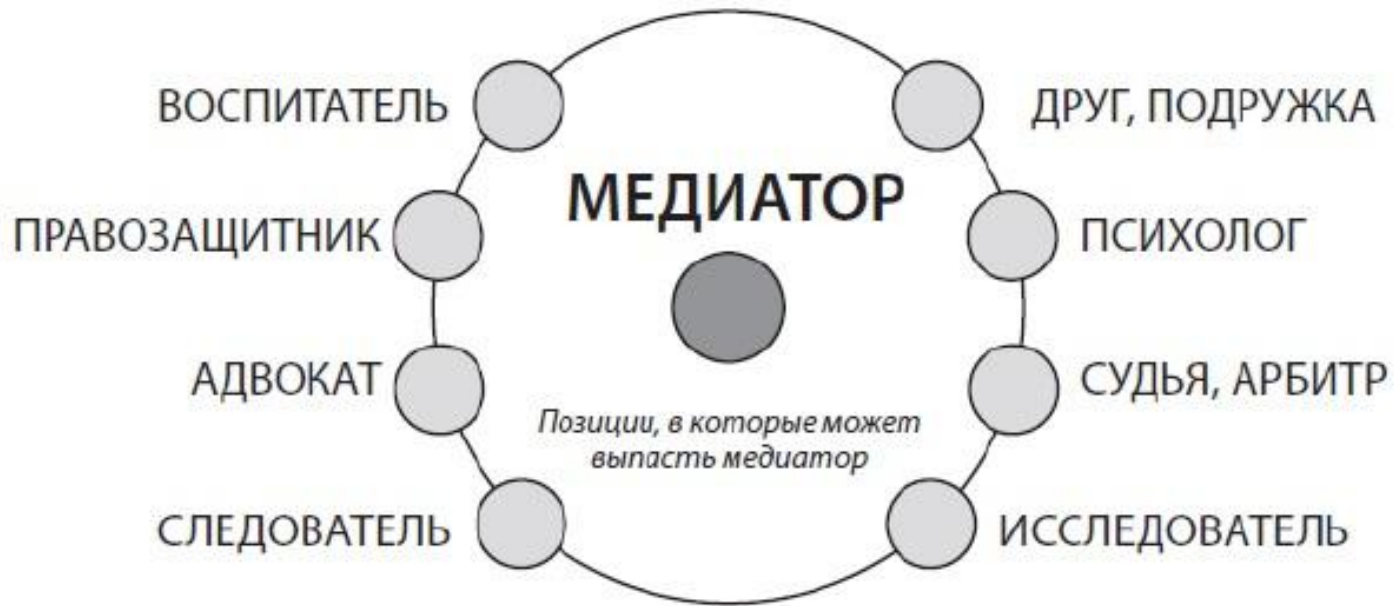 ВОСПИТАТЕЛЬ
ДРУГ, ПОДРУЖКА
МЕДИАТОР
ПРАВОЗАЩИТНИК
ПСИХОЛОГ
АДВОКАТ
СУДЬЯ, АРБИТР
Позиции, в которые может
выпасть медиатор
СЛЕДОВАТЕЛЬ
ИССЛЕДОВАТЕЛЬ